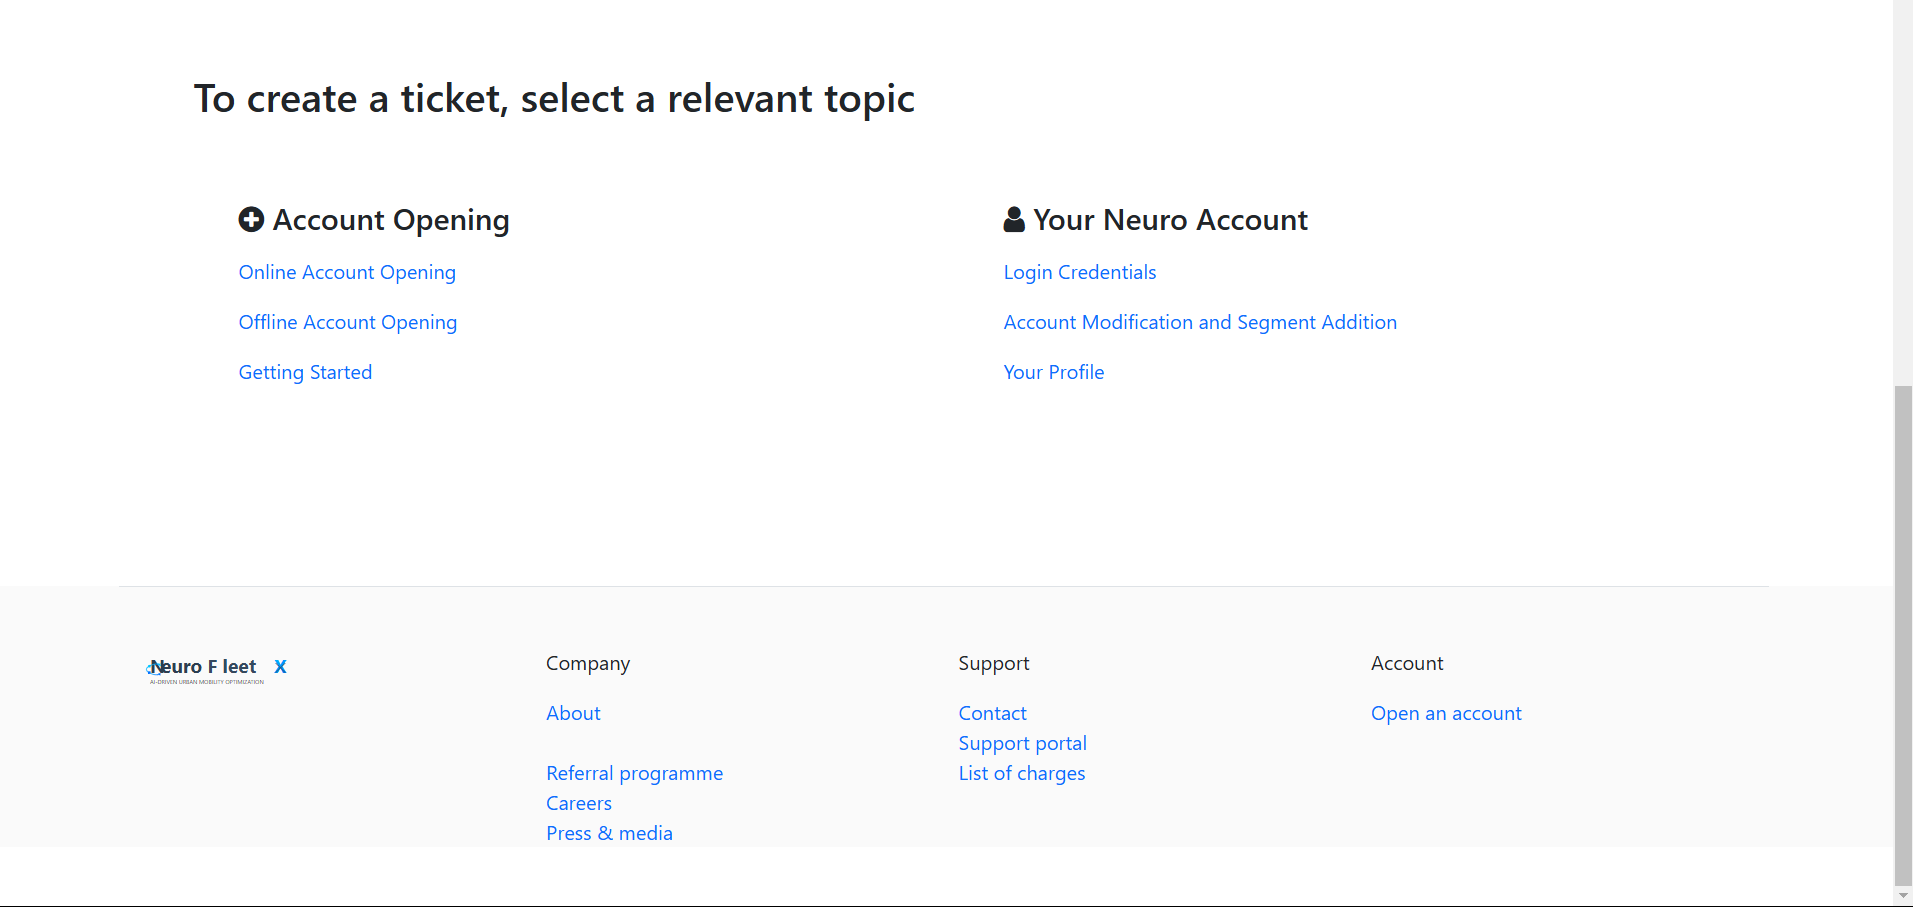 To create a ticket, select a relevant topic
Account Opening
Online Account Opening
Offline Account Opening
Getting Started
Your Neuro Account
Login Credentials
Account Modification and Segment Addition
Your Profile
Neuro F leet X
AI-DRIVEN URBAN MOBILITY OPTIMIZATION
Company
About
Referral programme
Careers
Press & media
Support
Contact
Support portal
List of charges
Account
Open an account